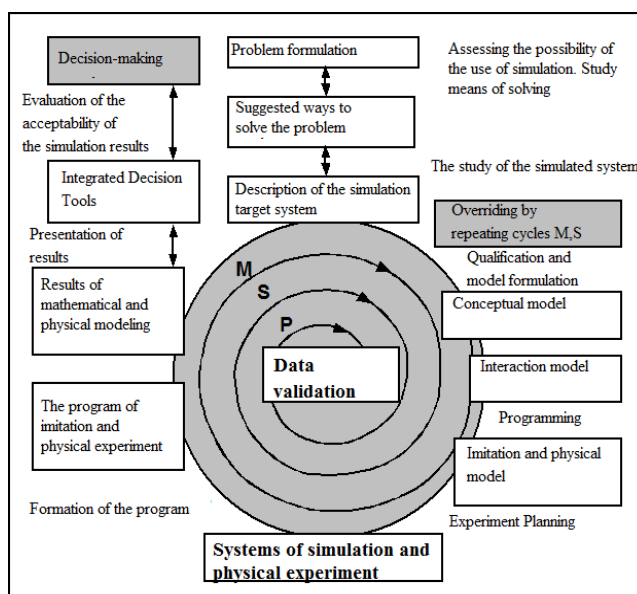 Decision-making
Evaluation of the
acceptability of
the simulation results
Integrated Decision
Tools
Presentation of
results
Results of
mathematical and
physical modeling
The program of
imitation and
physical experiment
Formation of the program
Problem formulation
Suggested ways to
solve the problem
Description of the simulation
target system
M
S
P
Data
validation
Systems of simulation and
physical experiment
Assessing the possibility of
the use of simulation. Study
means of solving
The study of the simulated system
Overriding by
repeating cycles M,S
Qualification and
model formulation
Conceptual model
Interaction model
Programming
Imitation and physical
model
Experiment Planning